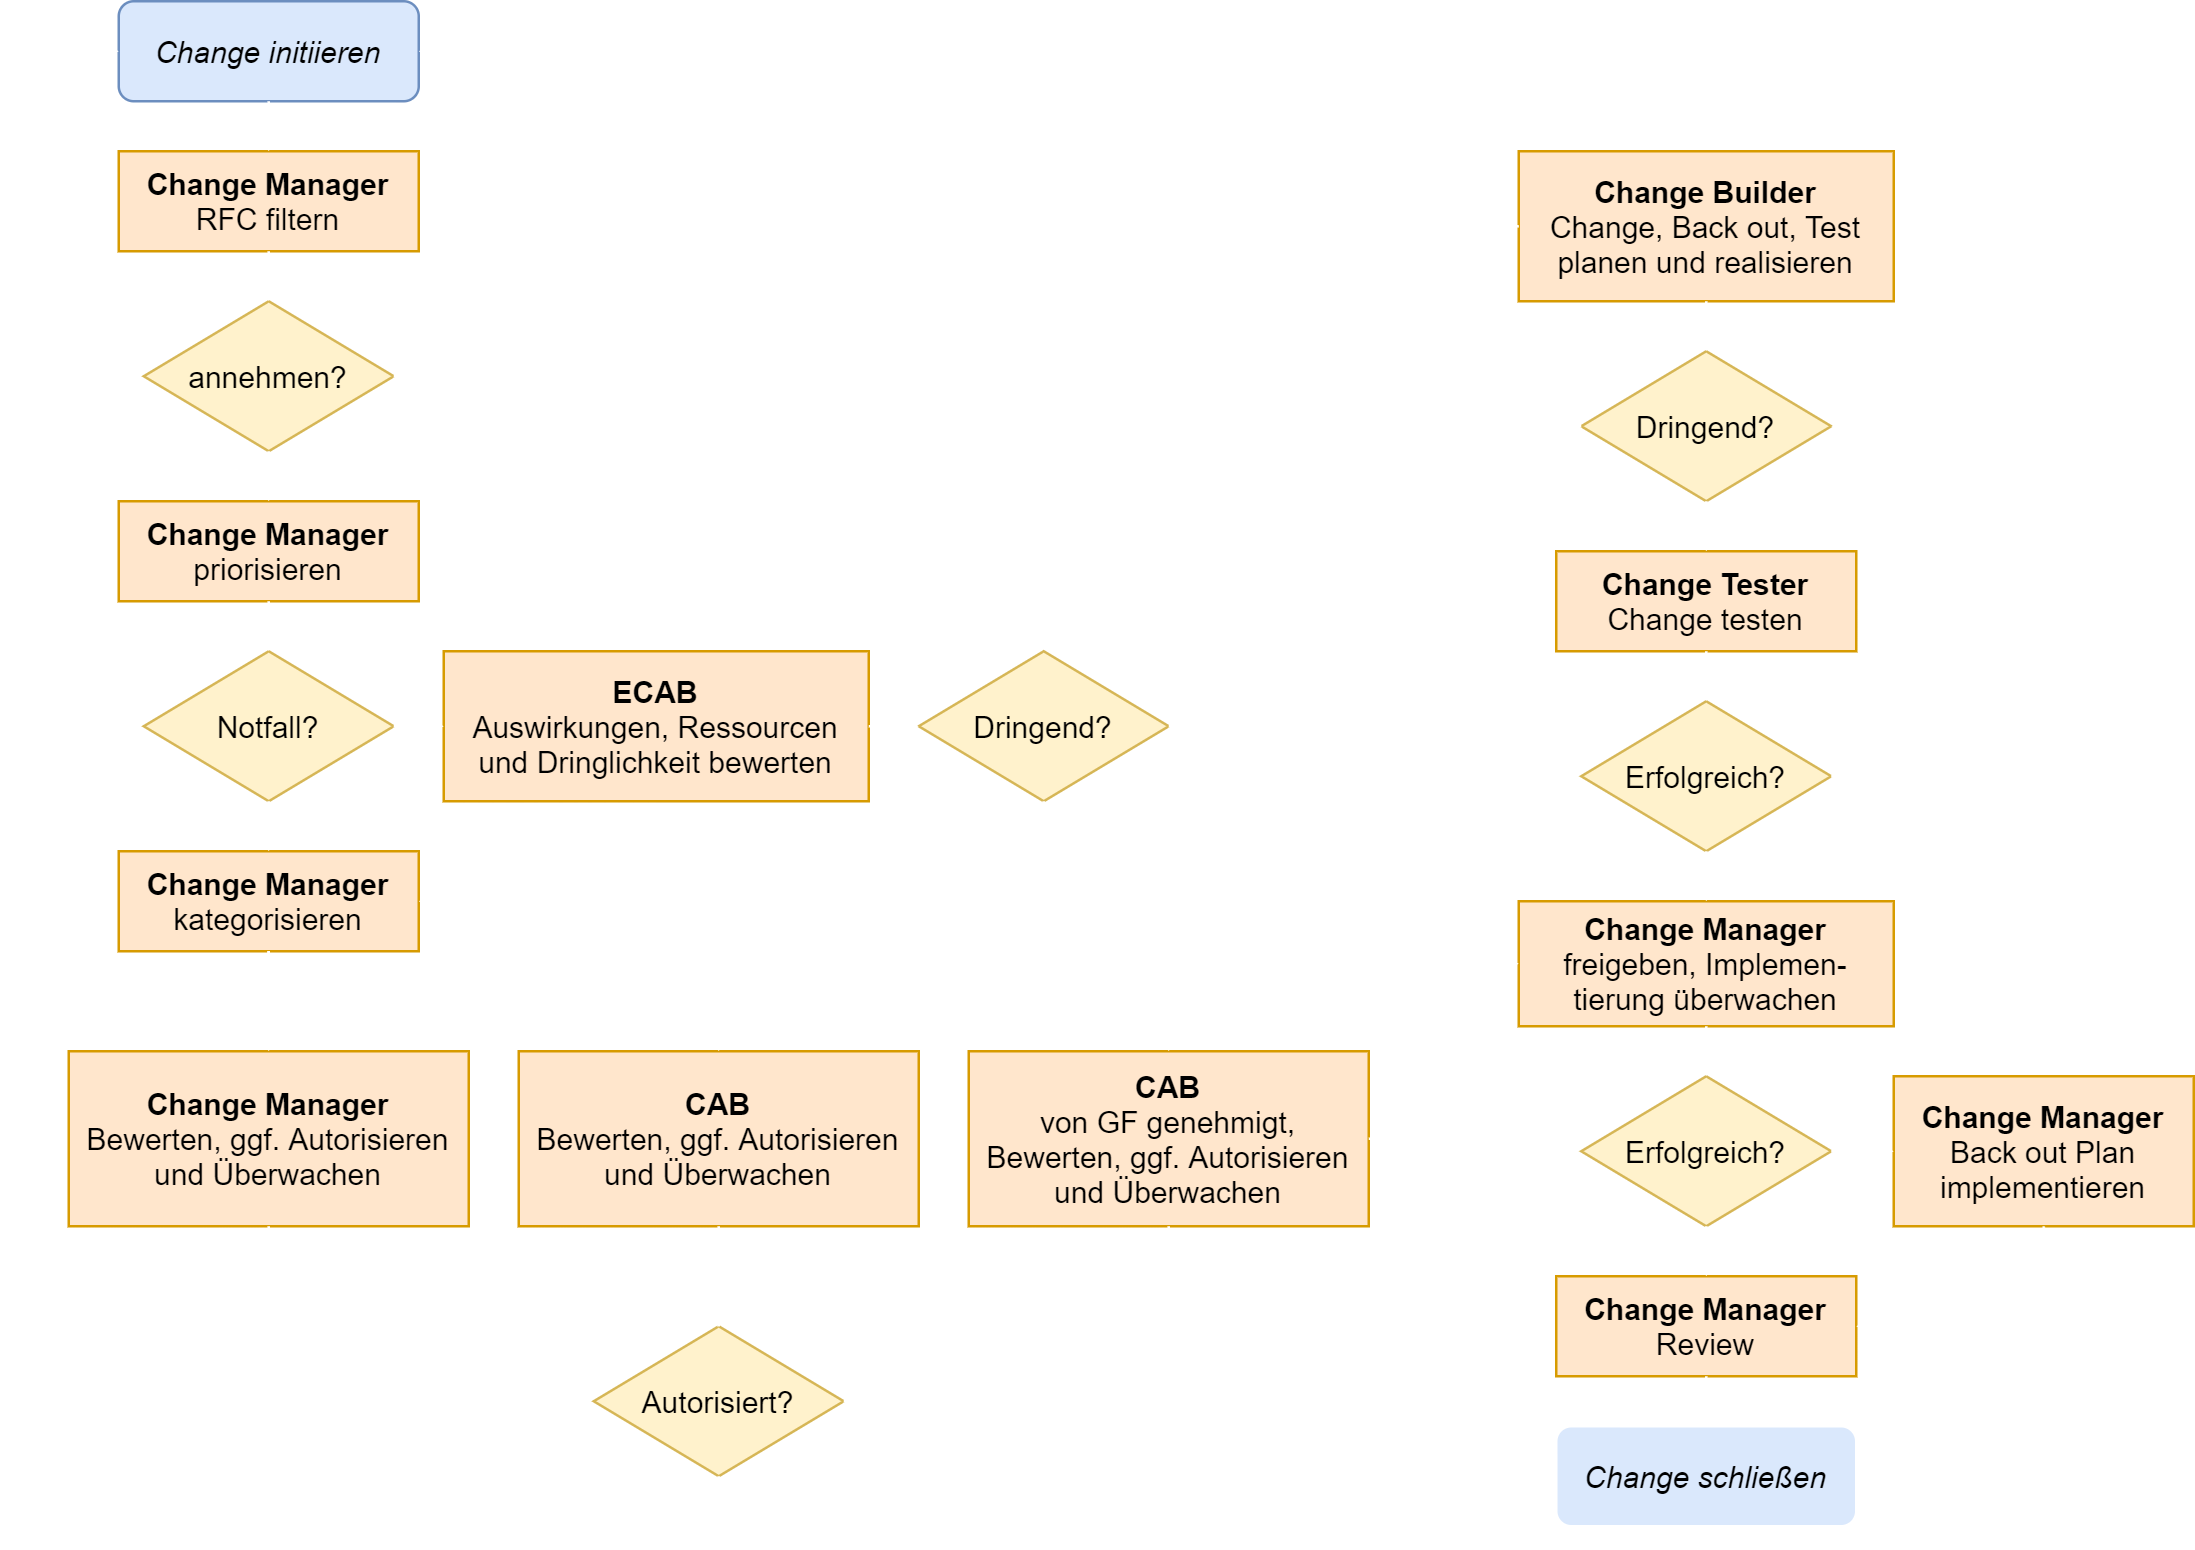 Change initiieren
Change Manager
RFC filtern
annehmen?
Change Manager
priorisieren
Notfall?
ECAB
Auswirkungen, Ressourcen
und Dringlichkeit bewerten
Dringend?
Change Manager
kategorisieren
Change Manager
Bewerten, ggf. Autorisieren
und Überwachen
CAB
Bewerten, ggf. Autorisieren
und Überwachen
CAB
von GF genehmigt,
Bewerten, ggf. Autorisieren
und Überwachen
Autorisiert?
Change Builder
Change, Back out, Test
planen und realisieren
Dringend?
Change Tester
Change testen
Erfolgreich?
Change Manager
freigeben, Implemen-
tierung überwachen
Erfolgreich?
Change Manager
Back out Plan
implementieren
Change Manager
Review
Change schließen